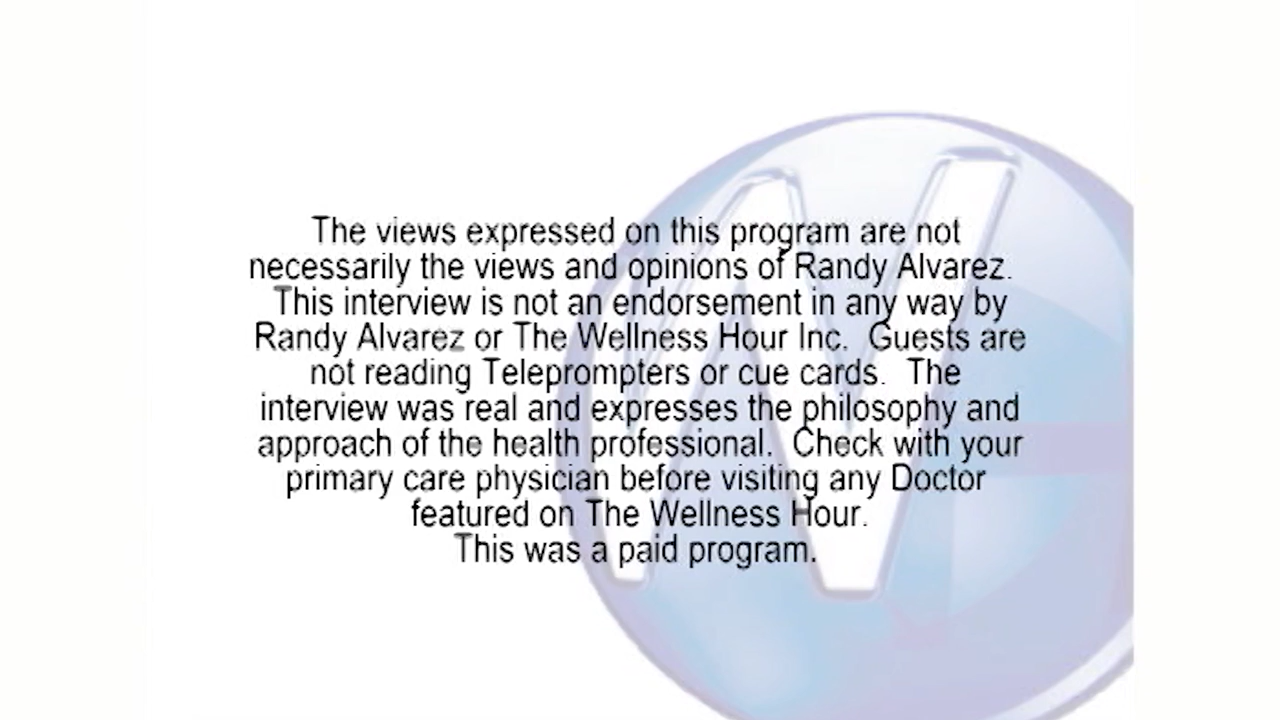 The views expressed on this program are not
necessarily the views and opinions of Randy Alvarez.
This interview is not an endorsement in any way by
Randy Alvarez or The Wellness Hour Inc.  Guests are
not reading Teleprompters or cue cards.  The
interview was real and expresses the philosophy and
approach of the health professional.  Check with your
primary care physician before visiting any Doctor
featured on The Wellness Hour.
This was a paid program.